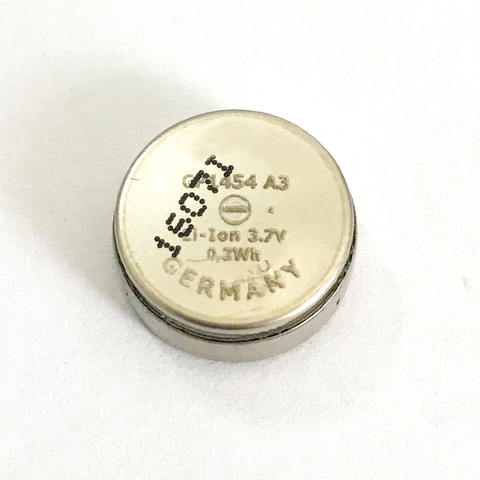 CP1454 A3
Li-Ion 3.7V
0,3Wh
GERMANY